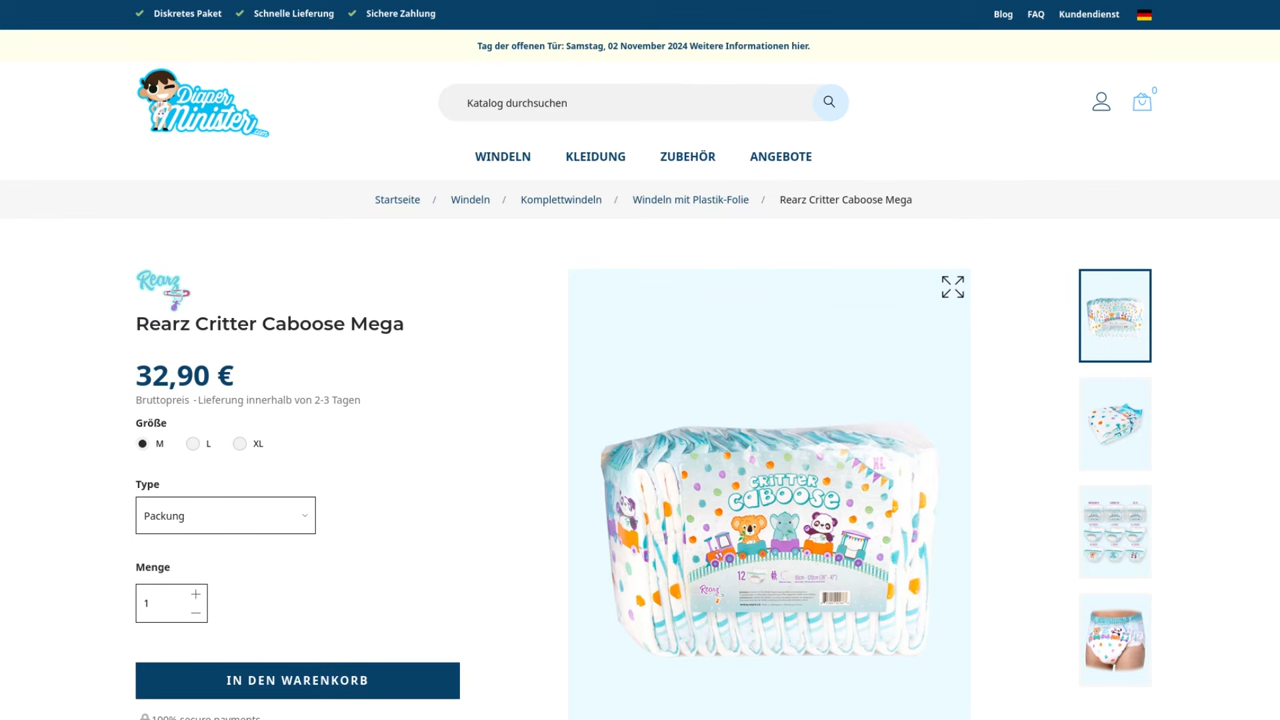 Diskretes Paket Schnelle Lieferung Sichere Zahlung
Blog FAQ Kundendienst
Tag der offenen Tür: Samstag, 02 November 2024 Weitere Informationen hier.
Diaper
Minister.com
Katalog durchsuchen
0
WINDELN KLEIDUNG ZUBEHÖR ANGEBOTE
Startseite / Windeln / Komplettwindeln / Windeln mit Plastik-Folie / Rearz Critter Caboose Mega
Rearz
Rearz Critter Caboose Mega
32,90 €
Bruttopreis -Lieferung innerhalb von 2-3 Tagen
Größe
M L XL
Type
Packung
Menge
1
IN DEN WARENKORB
100% secure payments
XL
CRITTER
CABOOSE
12
Rearz